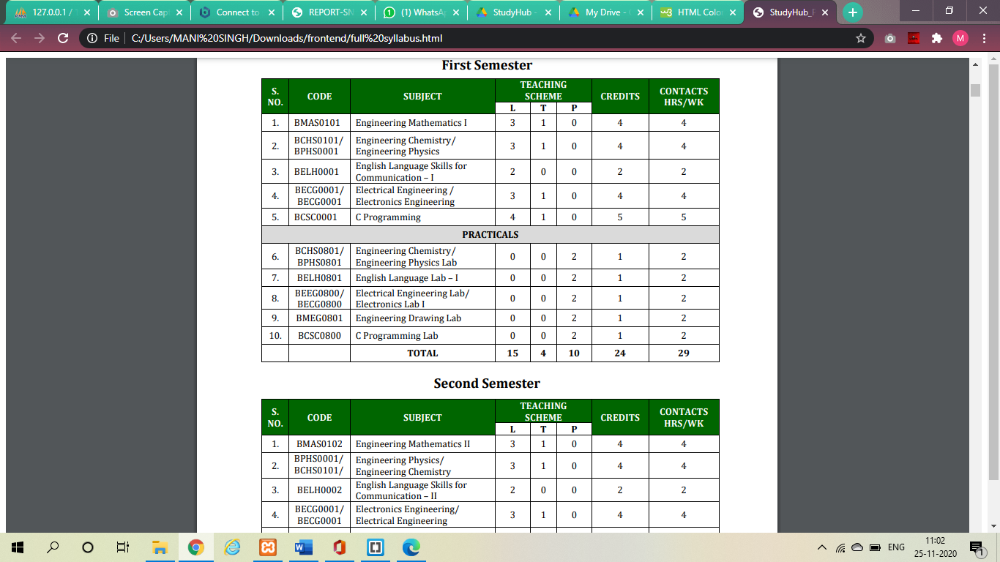 127.0.0.1 /
Screen Cap
Connect to
REPORT-SN
(1) WhatsA
StudyHub -
My Drive -
HTML Colo
StudyHub_
File | C:/Users/MANI%20SINGH/Downloads/frontend/full%20syllabus.html
M
First Semester
S. NO. CODE SUBJECT TEACHING SCHEME CREDITS CONTACTS HRS/WK
L T P
1. BMAS0101 Engineering Mathematics I 3 1 0 4 4
2. BCHS0101/ BPHS0001 Engineering Chemistry/ Engineering Physics 3 1 0 4 4
3. BELH0001 English Language Skills for Communication – I 2 0 0 2 2
4. BECG0001/ BECG0001 Electrical Engineering / Electronics Engineering 3 1 0 4 4
5. BCSC0001 C Programming 4 1 0 5 5
PRACTICALS
6. BCHS0801/ BPHS0801 Engineering Chemistry/ Engineering Physics Lab 0 0 2 1 2
7. BELH0801 English Language Lab – I 0 0 2 1 2
8. BEEG0800/ BECG0800 Electrical Engineering Lab/ Electronics Lab I 0 0 2 1 2
9. BMEG0801 Engineering Drawing Lab 0 0 2 1 2
10. BCSC0800 C Programming Lab 0 0 2 1 2
TOTAL 15 4 10 24 29
Second Semester
S. NO. CODE SUBJECT TEACHING SCHEME CREDITS CONTACTS HRS/WK
L T P
1. BMAS0102 Engineering Mathematics II 3 1 0 4 4
2. BPHS0001/ BCHS0101/ Engineering Physics/ Engineering Chemistry 3 1 0 4 4
3. BELH0002 English Language Skills for Communication – II 2 0 0 2 2
4. BECG0001/ BECG0001 Electronics Engineering/ Electrical Engineering 3 1 0 4 4
ENG
11:02
25-11-2020
1